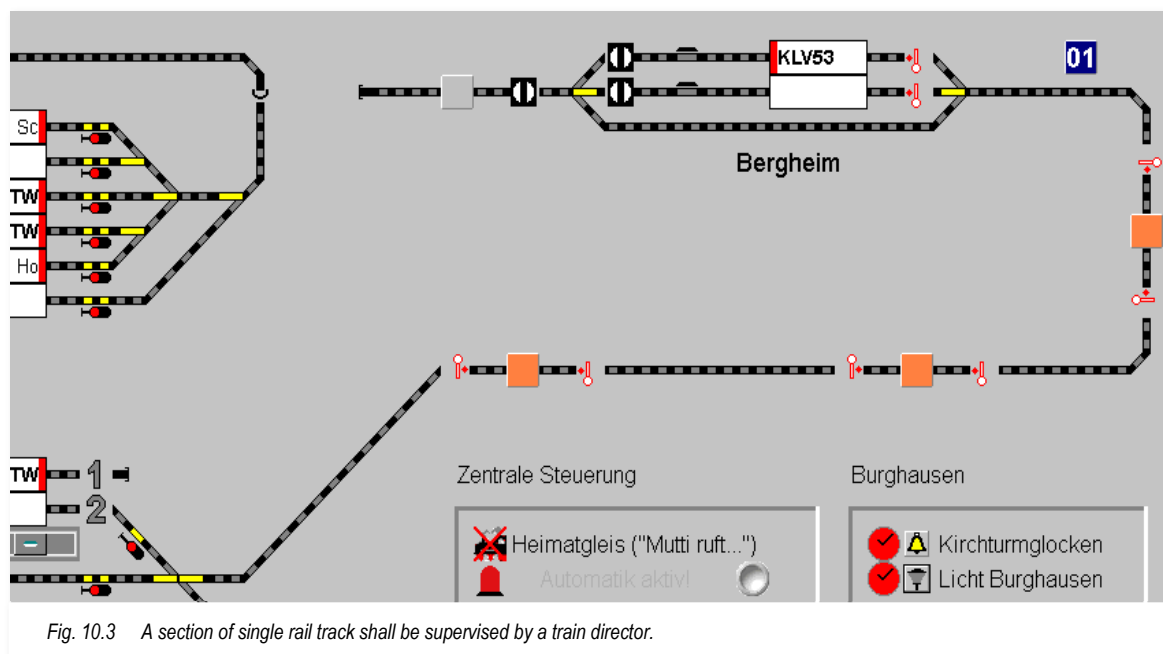 KLV53
01
Sc
Bergheim
TW
TW
Ho
Zentrale Steuerung
Burghausen
TW
1
2
Heimatgleis ("Mutti ruft...")
Kirchturmglocken
Automatik aktiv!
Licht Burghausen
Fig. 10.3 A section of single rail track shall be supervised by a train director.